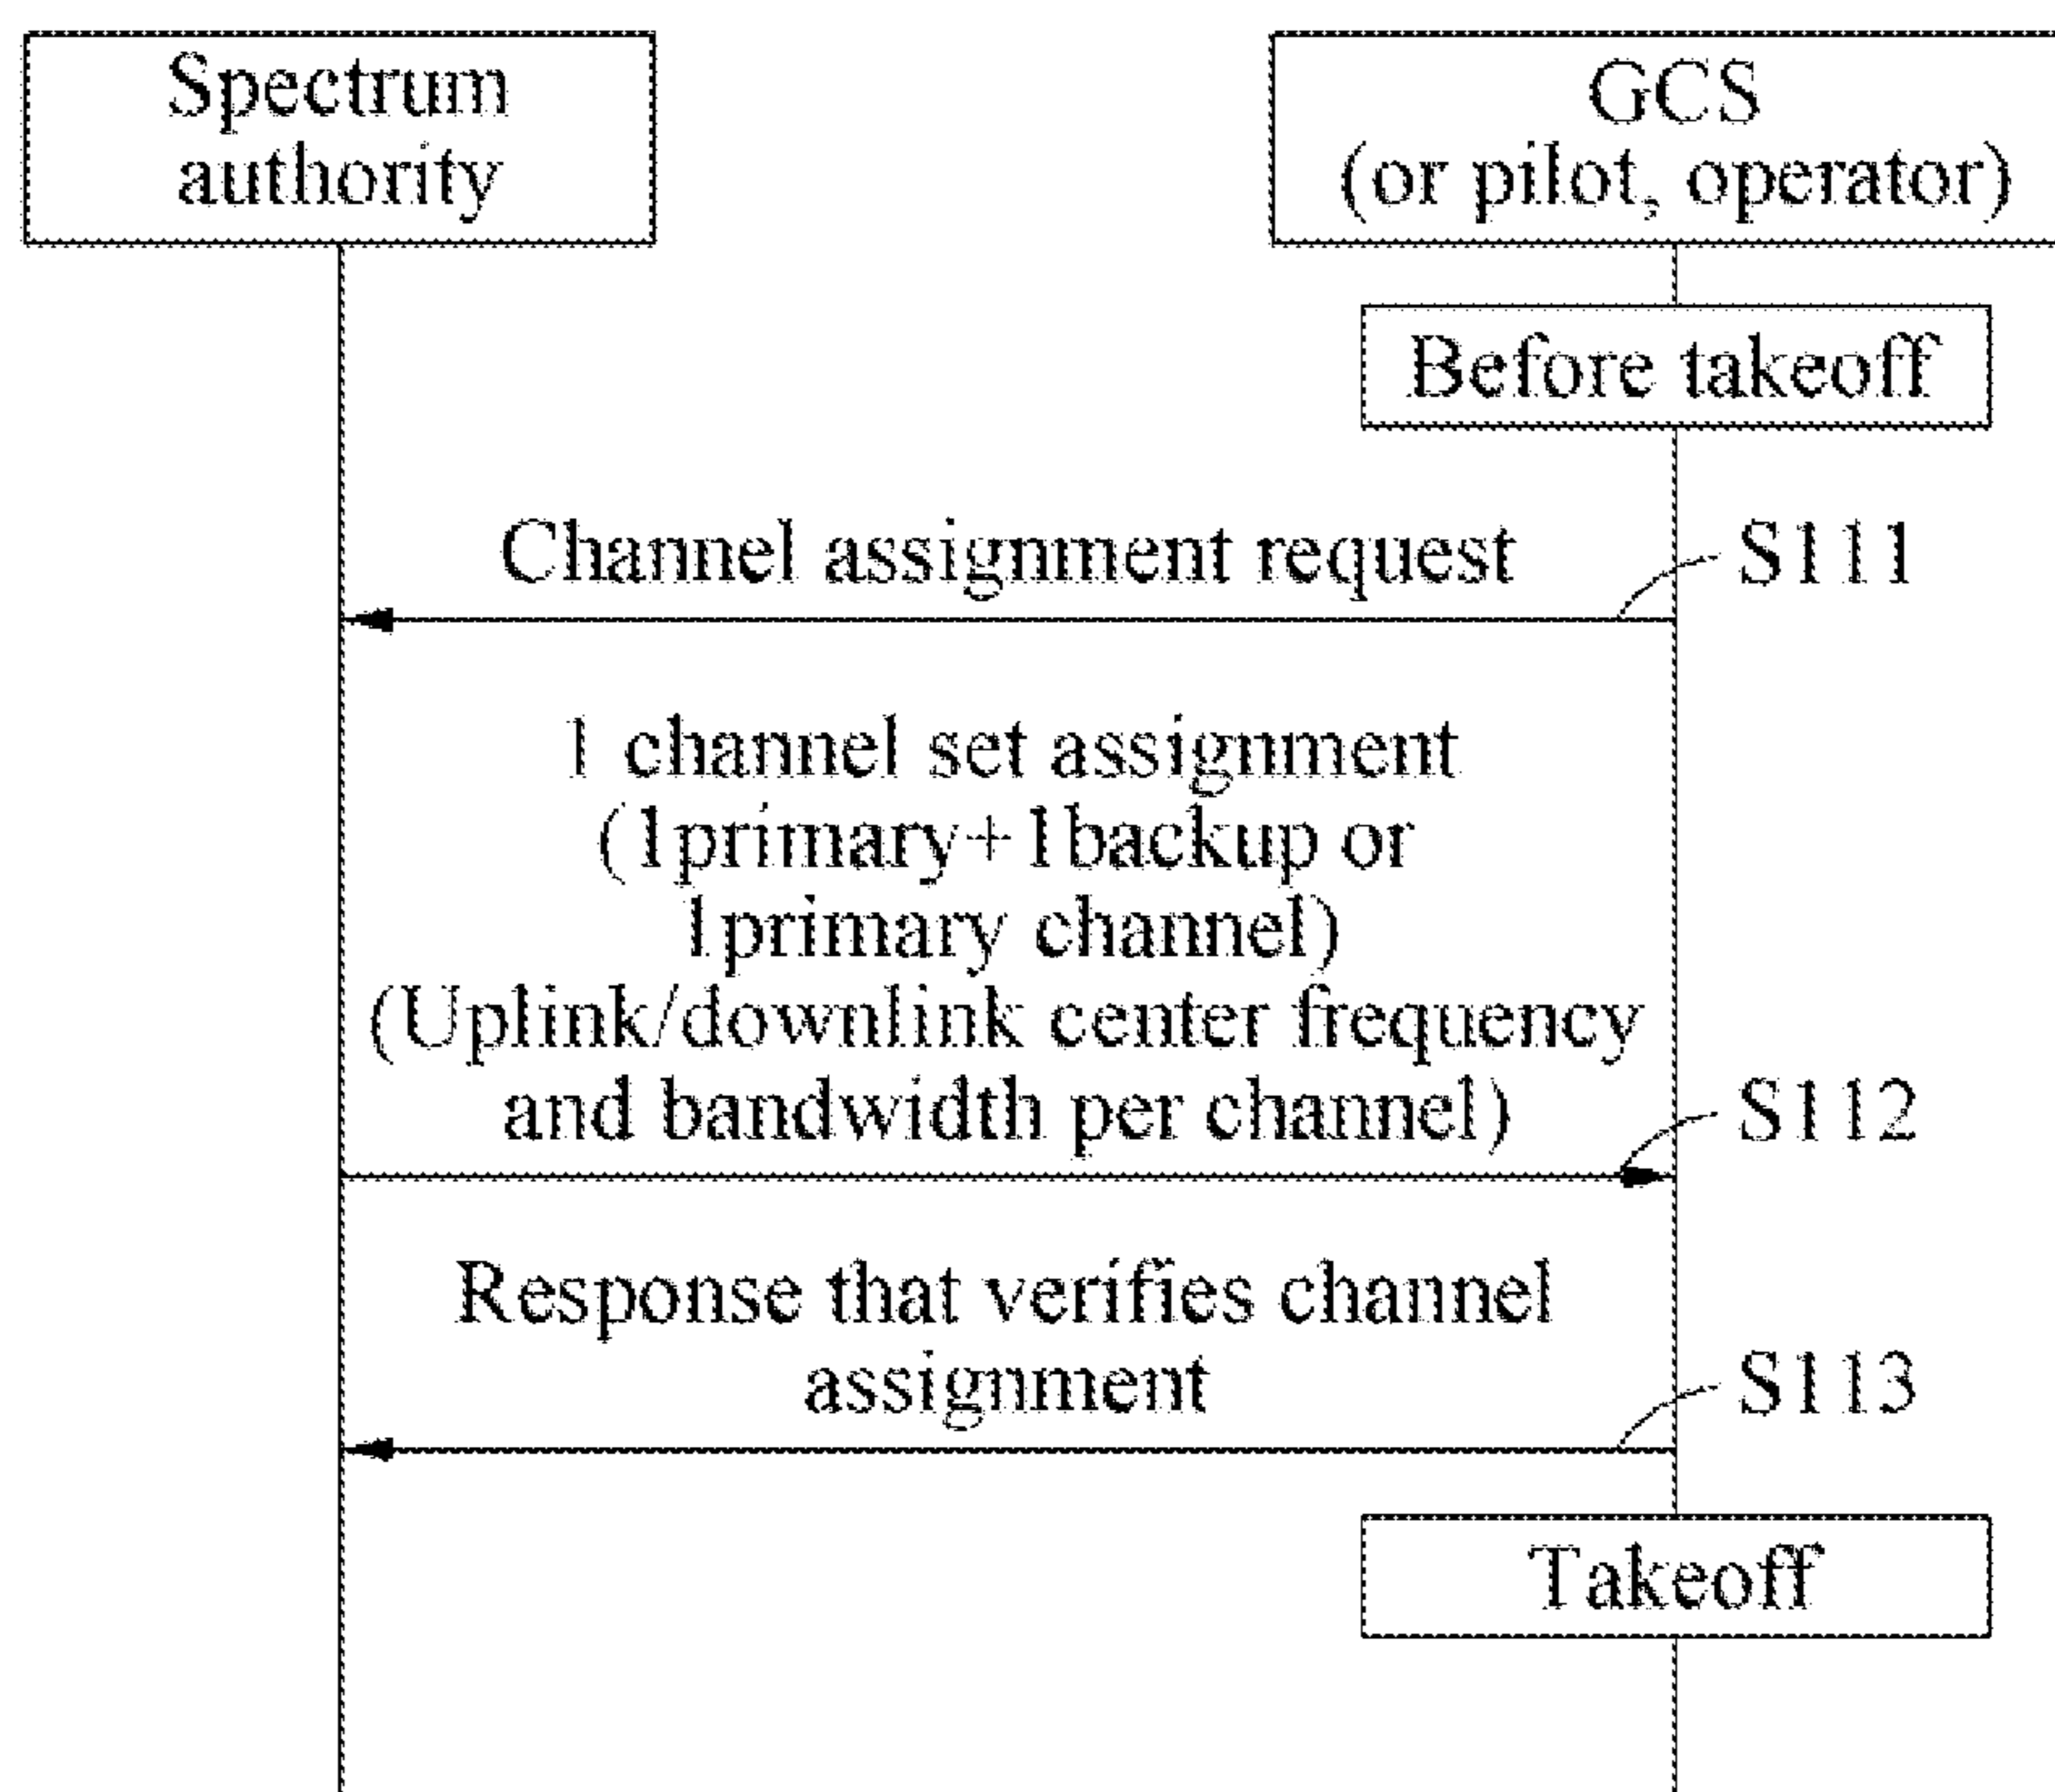 Spectrum
authority
GCS
(or pilot, operator)
Before takeoff
Channel assignment request
S111
1 channel set assignment
(1primary+1backup or
1primary channel)
(Uplink/downlink center frequency
and bandwidth per channel)
S112
Response that verifies channel
assignment
S113
Takeoff